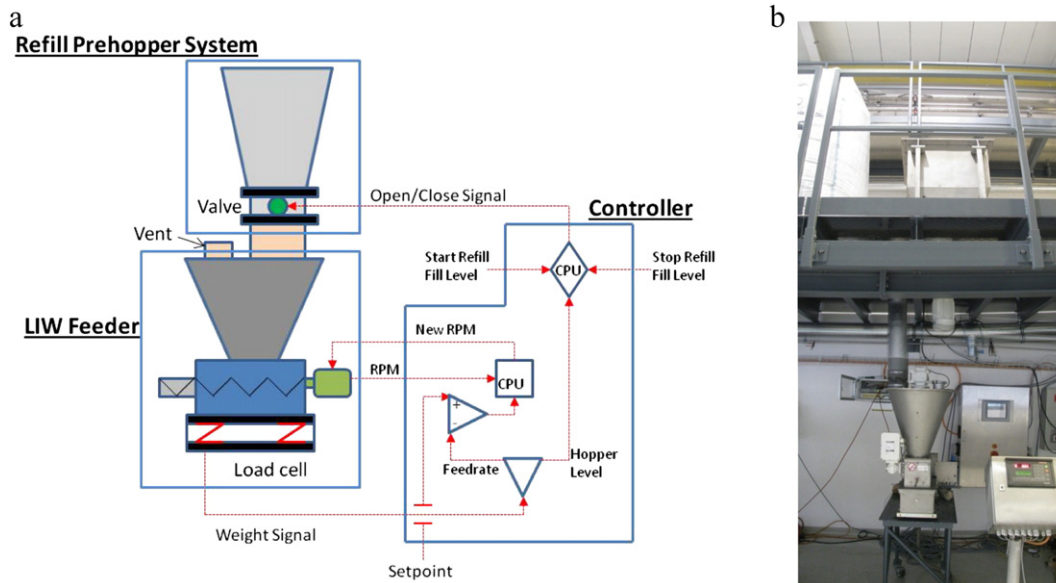 a
b
Refill Prehopper System
Valve
Open/Close Signal
Controller
Vent
Start Refill
Fill Level
CPU
Stop Refill
Fill Level
LIW Feeder
New RPM
RPM
CPU
+
-
Load cell
Feedrate
Hopper
Level
Weight Signal
Setpoint